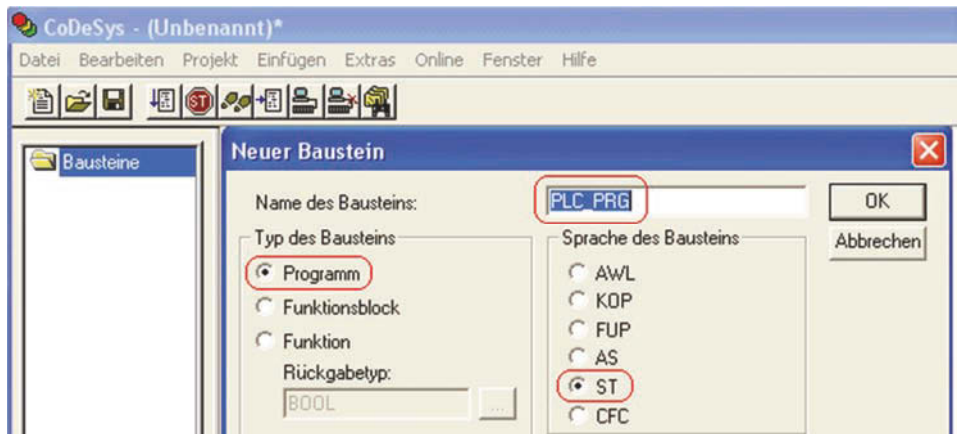 CoDeSys - (Unbenannt)*
Datei Bearbeiten Projekt Einfügen Extras Online Fenster Hilfe
ST
Bausteine
Neuer Baustein
Name des Bausteins:
PLC_PRG
OK
Abbrechen
Typ des Bausteins
Programm
Funktionsblock
Funktion
Rückgabetyp:
BOOL
...
Sprache des Bausteins
AWL
KOP
FUP
AS
ST
CFC